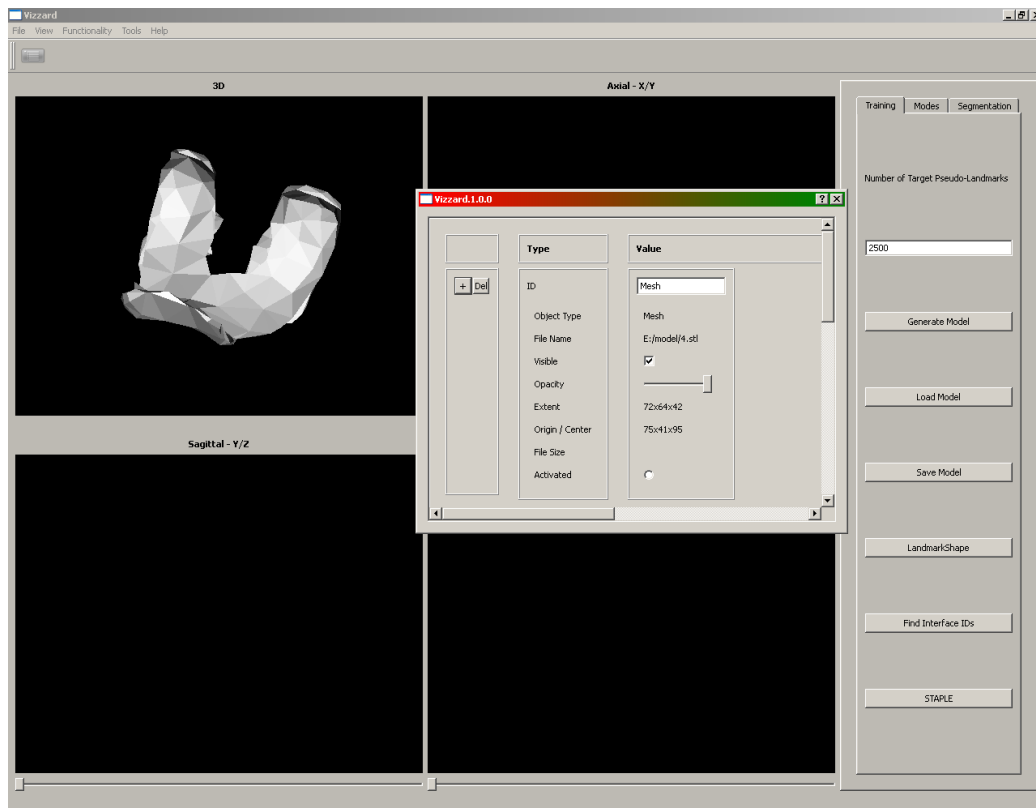 Vizzard
File View Functionality Tools Help
3D
Axial - X/Y
Training Modes Segmentation
Number of Target Pseudo-Landmarks
2500
Generate Model
Load Model
Save Model
LandmarkShape
Find Interface IDs
STAPLE
Vizzard.1.0.0
Type Value
+ Del ID Mesh
Object Type Mesh
File Name E:/model/4.stl
Visible
Opacity
Extent 72x64x42
Origin / Center 75x41x95
File Size
Activated
Sagittal - Y/Z